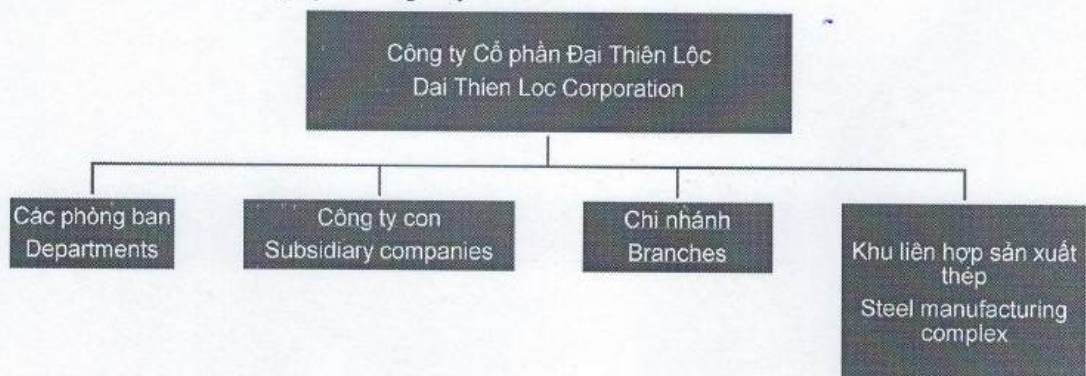 Công ty Cổ phần Đại Thiên Lộc
Dai Thien Loc Corporation
Các phòng ban
Departments
Công ty con
Subsidiary companies
Chi nhánh
Branches
Khu liên hợp sản xuất
thép
Steel manufacturing
complex